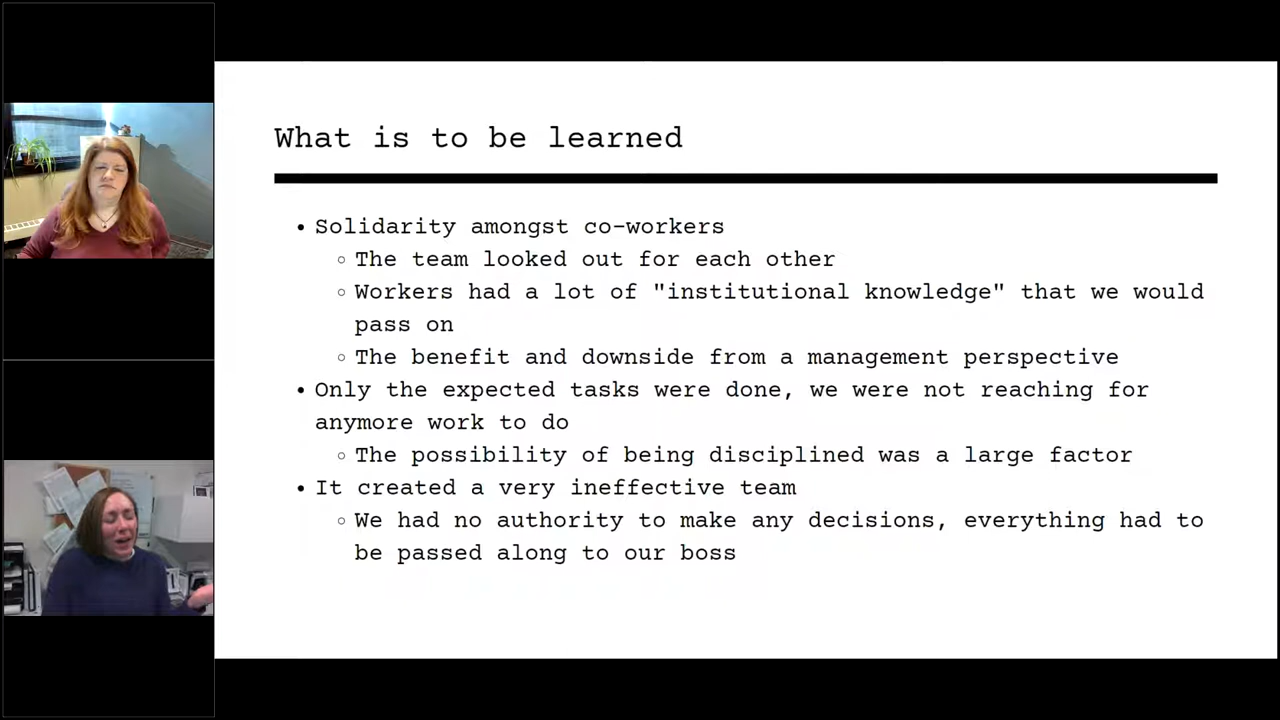 What is to be learned
• Solidarity amongst co-workers
○ The team looked out for each other
○ Workers had a lot of "institutional knowledge" that we would
pass on
○ The benefit and downside from a management perspective
• Only the expected tasks were done, we were not reaching for
anymore work to do
○ The possibility of being disciplined was a large factor
• It created a very ineffective team
○ We had no authority to make any decisions, everything had to
be passed along to our boss